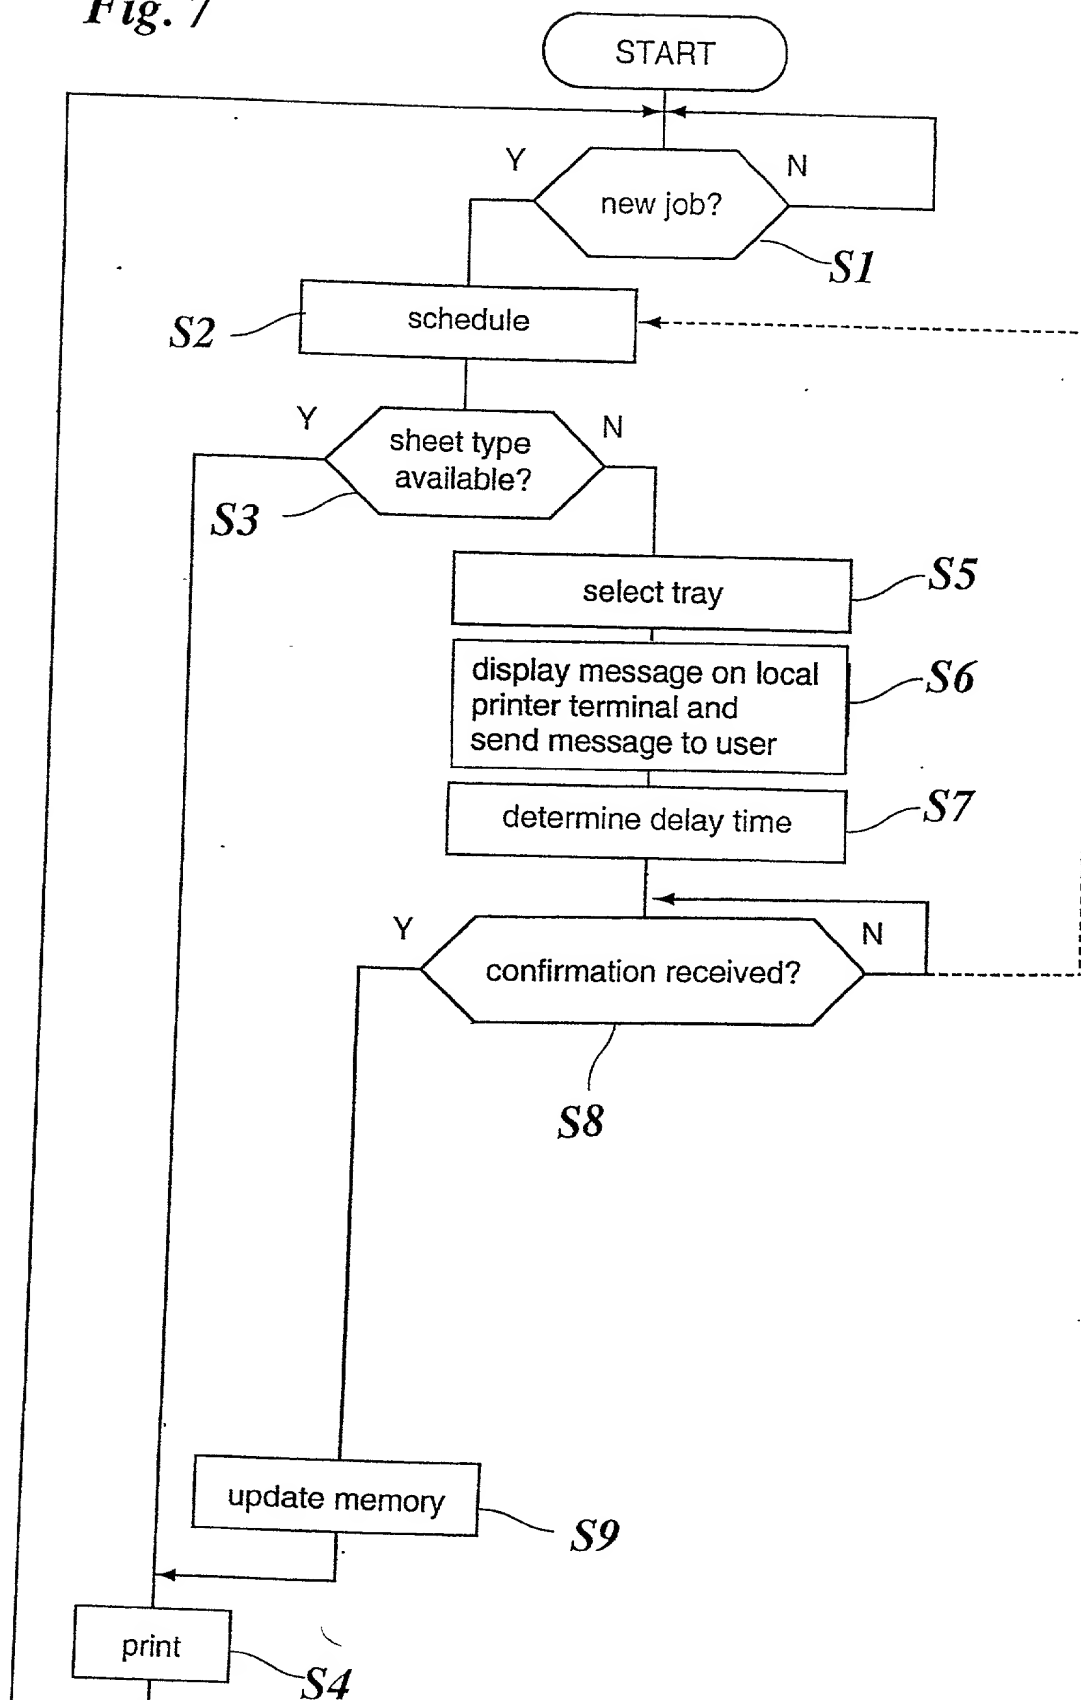 Fig. 7
START
Y
N
new job?
S1
S2
schedule
Y
N
sheet type
available?
S3
select tray
S5
display message on local
printer terminal and
send message to user
S6
determine delay time
S7
Y
N
confirmation received?
S8
update memory
S9
print
S4